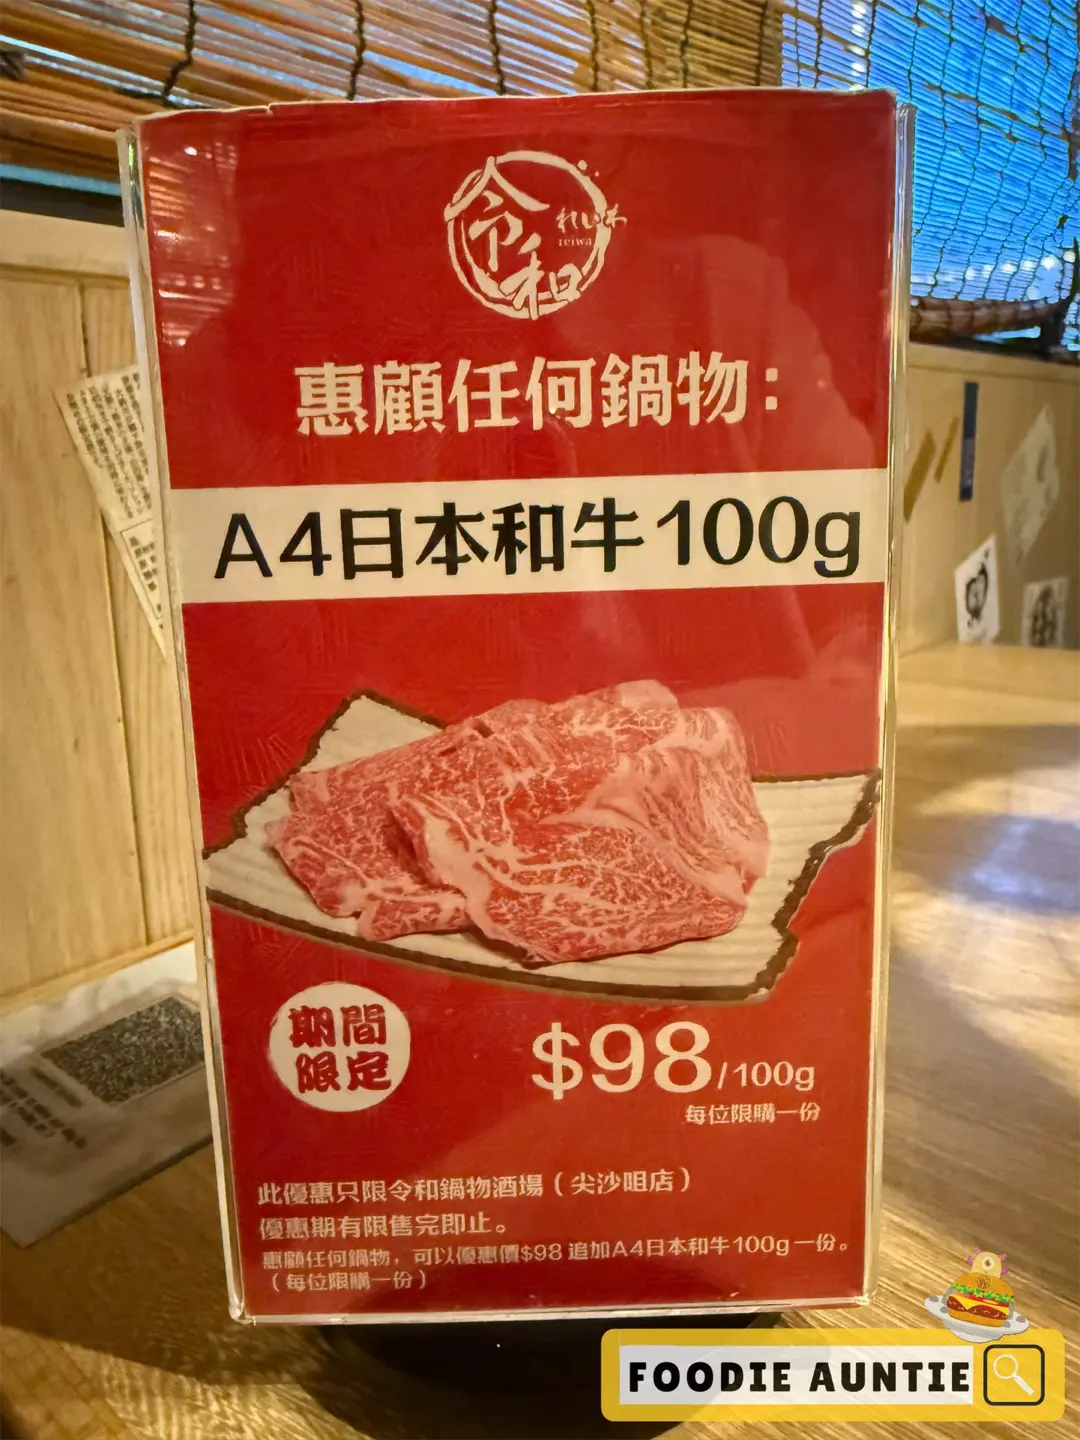 令和
れいわ
reiwa
惠顧任何鍋物：
A4日本和牛100g
期間
限定
$98/100g
每位限購一份
此優惠只限令和鍋物酒場（尖沙咀店）
優惠期有限售完即止。
惠顧任何鍋物，可以優惠價$98 追加A4日本和牛100g一份。
（每位限購一份）
FOODIE AUNTIE